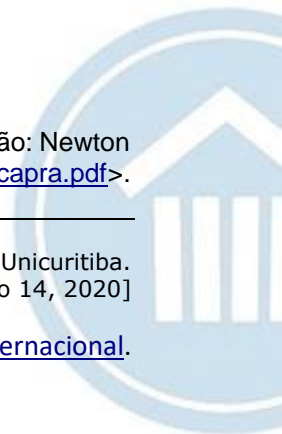 ão: Newton
capra.pdf>.
Unicuritiba.
o 14, 2020]
ernacional.